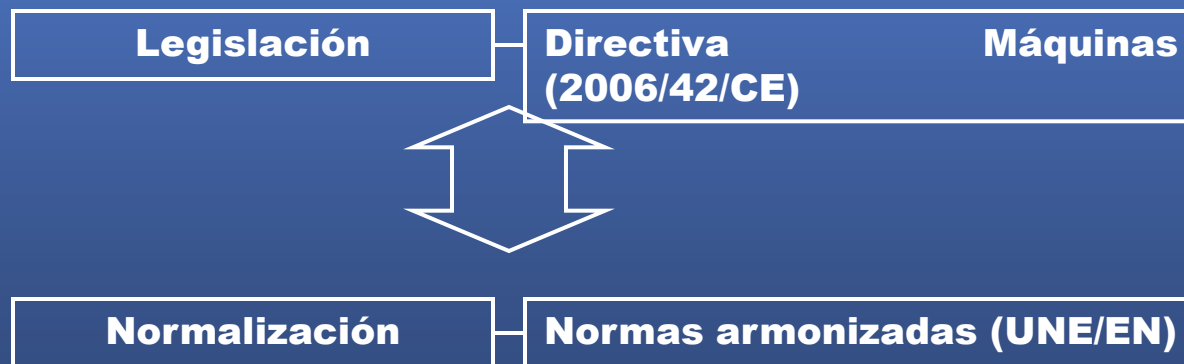 Legislación
Directiva Máquinas
(2006/42/CE)
Normalización
Normas armonizadas (UNE/EN)